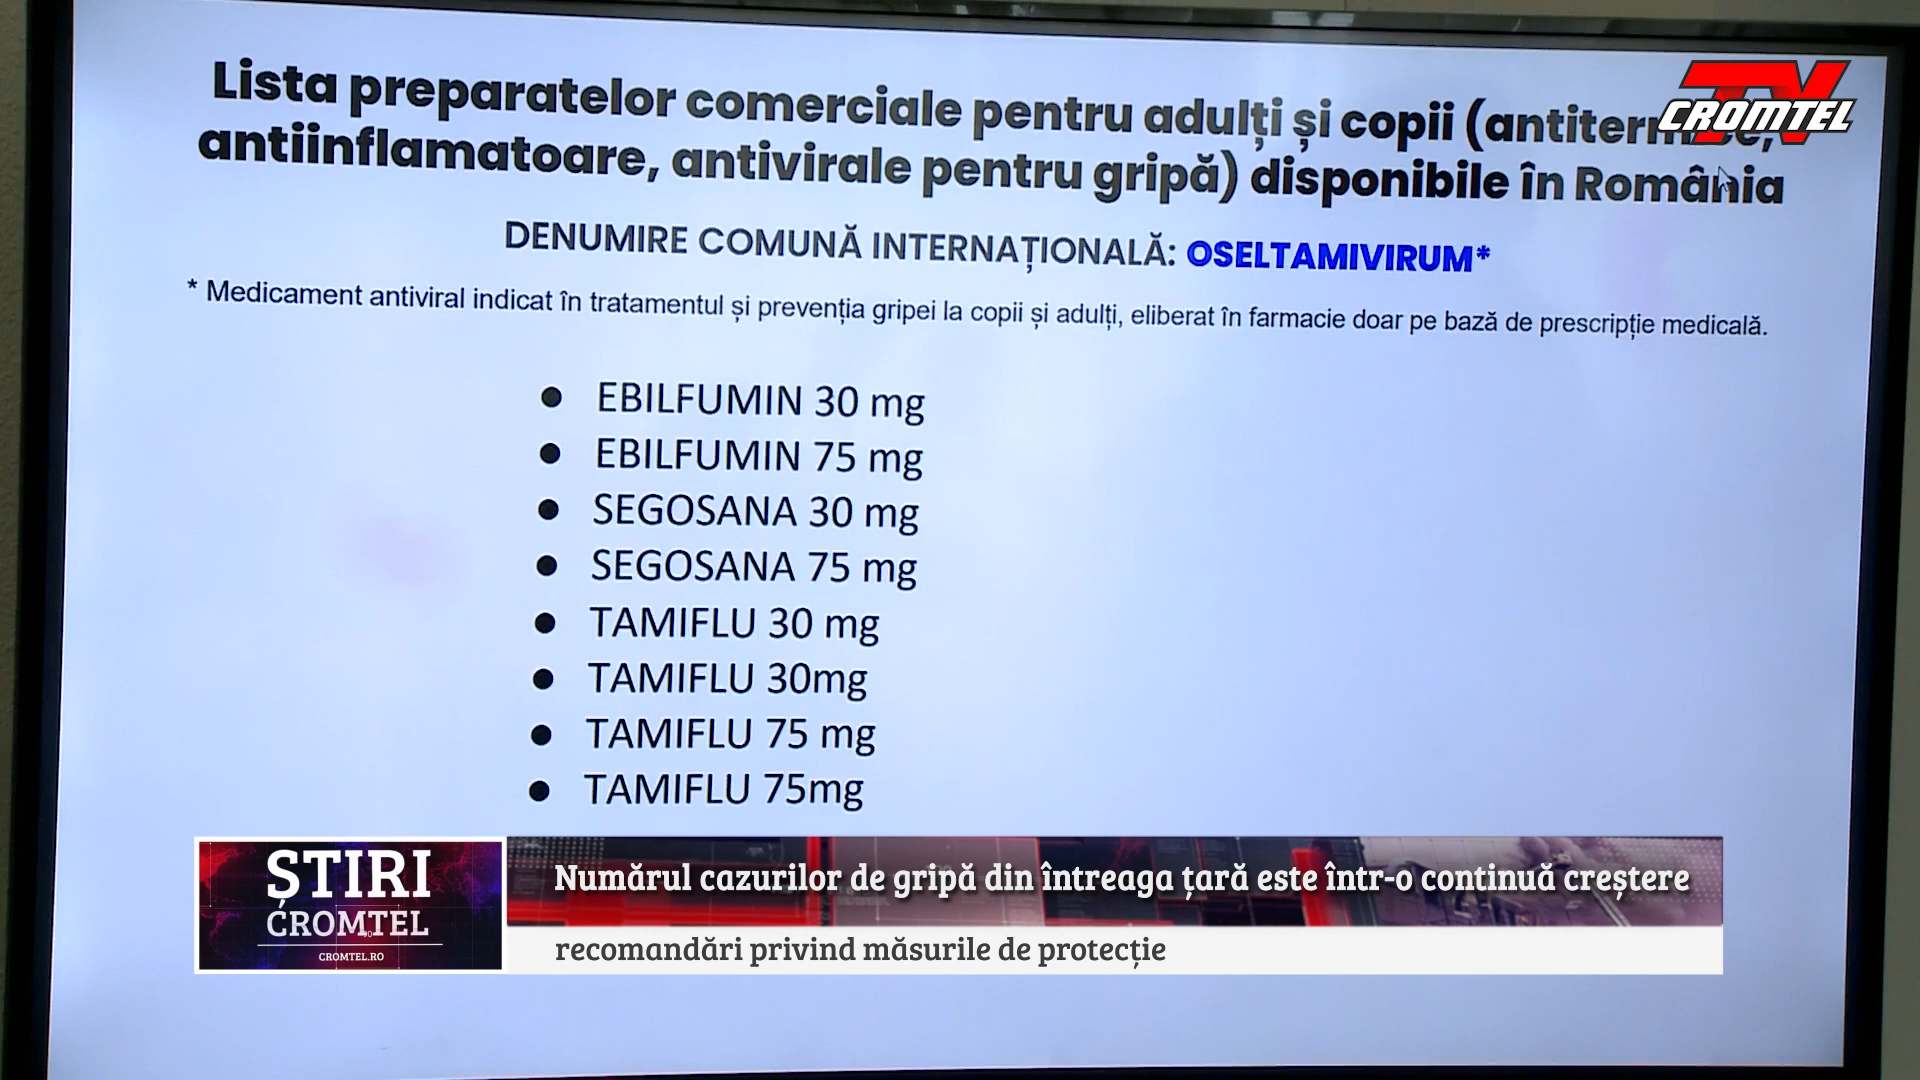 Lista preparatelor comerciale pentru adulți și copii (
TV
CROMTEL
antiinflamatoare, antivirale pentru gripă) disponibile în România
DENUMIRE COMUNĂ INTERNAȚIONALĂ: OSELTAMIVIRUM*
* Medicament antiviral indicat în tratamentul și prevenția gripei la copii și adulți, eliberat în farmacie doar pe bază de prescripție medicală.
● EBILFUMIN 30 mg
● EBILFUMIN 75 mg
● SEGOSANA 30 mg
● SEGOSANA 75 mg
● TAMIFLU 30 mg
● TAMIFLU 30mg
● TAMIFLU 75 mg
● TAMIFLU 75mg
ȘTIRI
CROMTEL
CROMTEL.RO
Numărul cazurilor de gripă din întreaga țară este într-o continuă creștere
recomandări privind măsurile de protecție